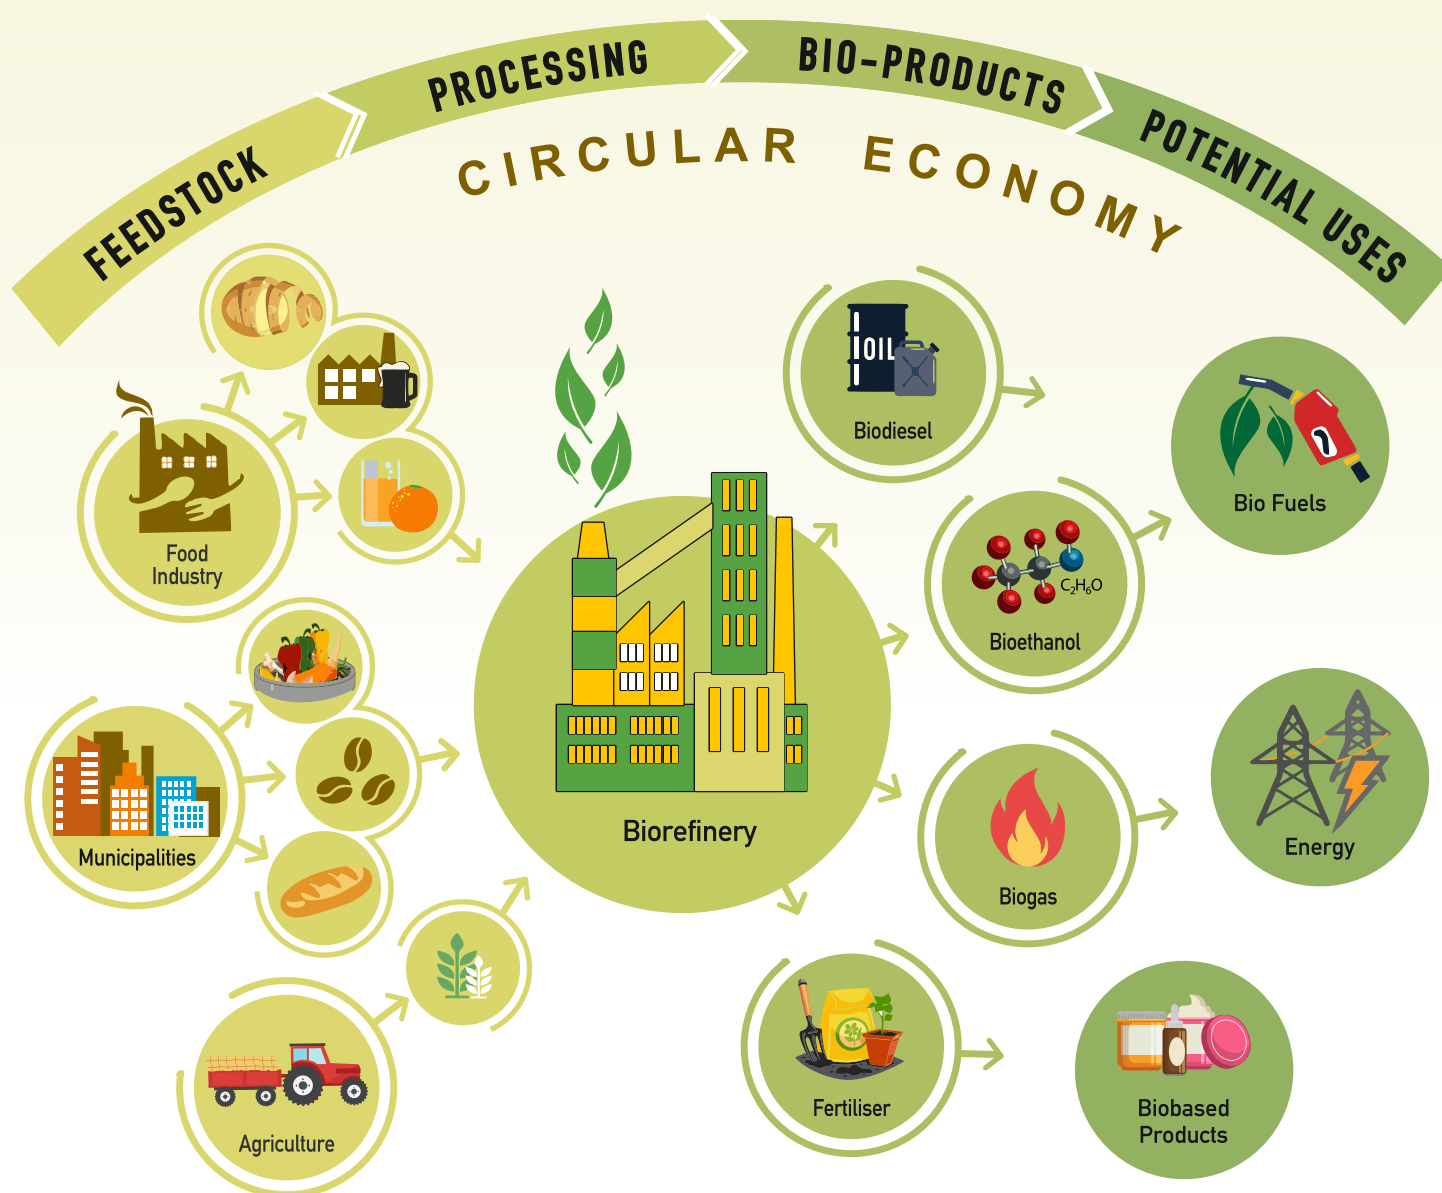 FEEDSTOCK
PROCESSING
BIO-PRODUCTS
POTENTIAL USES
CIRCULAR ECONOMY
Food
Industry
Municipalities
Agriculture
Biorefinery
OIL
Biodiesel
C₂H₆O
Bioethanol
Biogas
Fertiliser
Bio Fuels
Energy
Biobased
Products